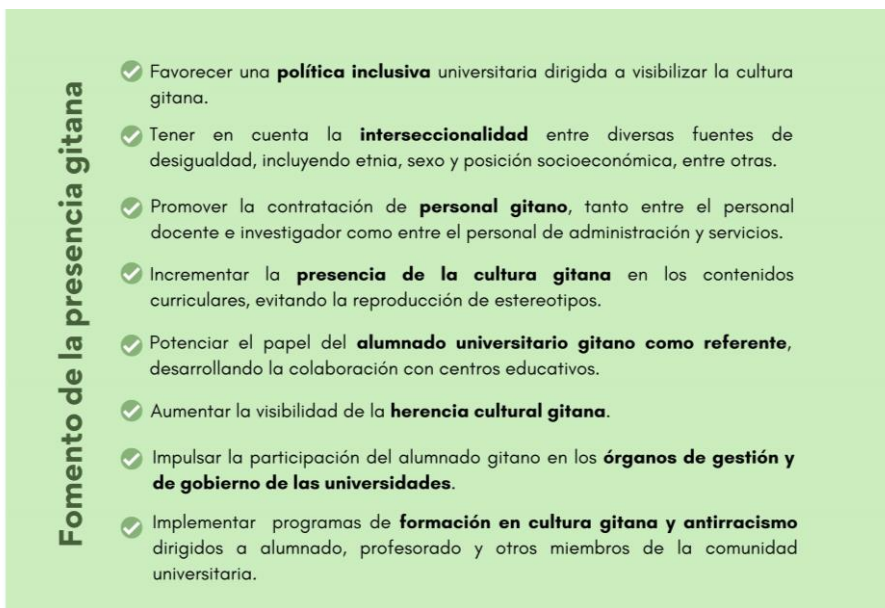 Fomento de la presencia gitana
Favorecer una política inclusiva universitaria dirigida a visibilizar la cultura
gitana.
Tener en cuenta la interseccionalidad entre diversas fuentes de
desigualdad, incluyendo etnia, sexo y posición socioeconómica, entre otras.
Promover la contratación de personal gitano, tanto entre el personal
docente e investigador como entre el personal de administración y servicios.
Incrementar la presencia de la cultura gitana en los contenidos
curriculares, evitando la reproducción de estereotipos.
Potenciar el papel del alumnado universitario gitano como referente,
desarrollando la colaboración con centros educativos.
Aumentar la visibilidad de la herencia cultural gitana.
Impulsar la participación del alumnado gitano en los órganos de gestión y
de gobierno de las universidades.
Implementar programas de formación en cultura gitana y antirracismo
dirigidos a alumnado, profesorado y otros miembros de la comunidad
universitaria.